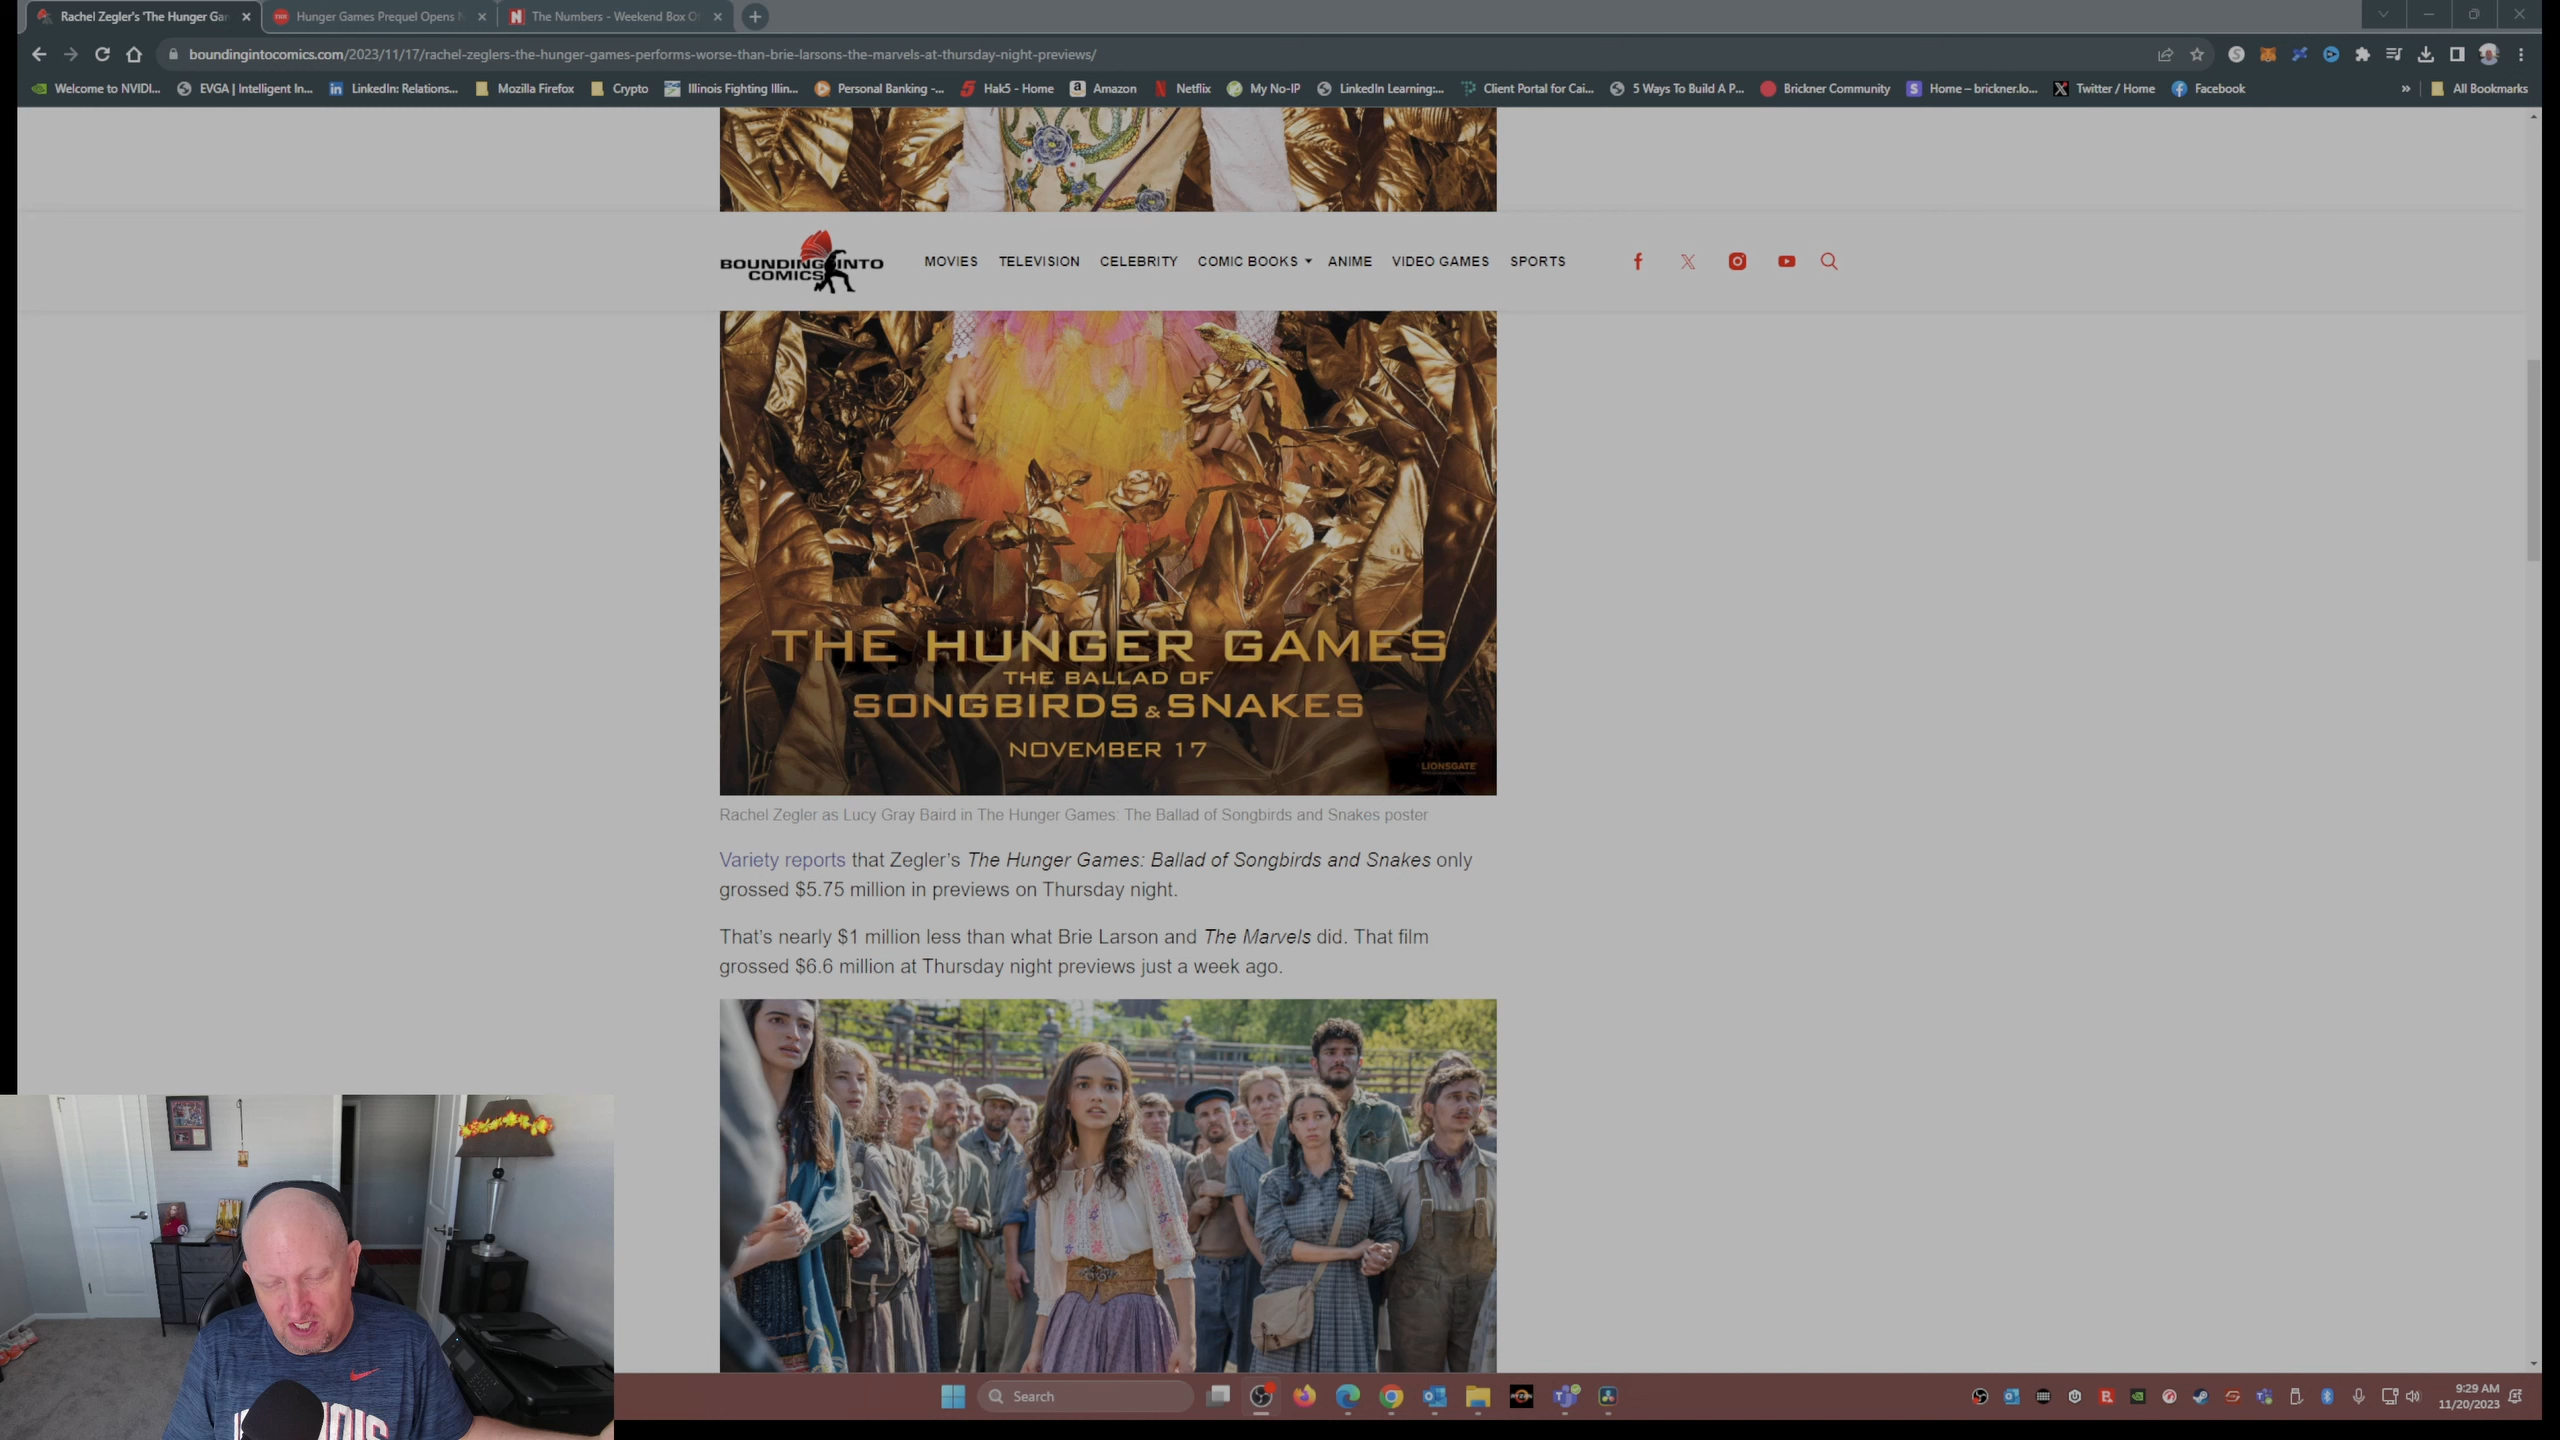 Rachel Zegler's 'The Hunger Gar
Hunger Games Prequel Opens
The Numbers - Weekend Box O
boundingintocomics.com/2023/11/17/rachel-zeglers-the-hunger-games-performs-worse-than-brie-larsons-the-marvels-at-thursday-night-previews/
Welcome to NVIDI...
EVGA | Intelligent In...
LinkedIn: Relations...
Mozilla Firefox
Crypto
Illinois Fighting Illin...
Personal Banking -...
Hak5 - Home
Amazon
Netflix
My No-IP
LinkedIn Learning:...
Client Portal for Cai...
5 Ways To Build A P...
Brickner Community
Home – brickner.lo...
Twitter / Home
Facebook
»
All Bookmarks
BOUNDING INTO
COMICS
MOVIES
TELEVISION
CELEBRITY
COMIC BOOKS
ANIME
VIDEO GAMES
SPORTS
THE HUNGER GAMES
THE BALLAD OF
SONGBIRDS & SNAKES
NOVEMBER 17
LIONSGATE
Rachel Zegler as Lucy Gray Baird in The Hunger Games: The Ballad of Songbirds and Snakes poster
Variety reports that Zegler's The Hunger Games: Ballad of Songbirds and Snakes only
grossed $5.75 million in previews on Thursday night.
That's nearly $1 million less than what Brie Larson and The Marvels did. That film
grossed $6.6 million at Thursday night previews just a week ago.
Search
9:29 AM
11/20/2023